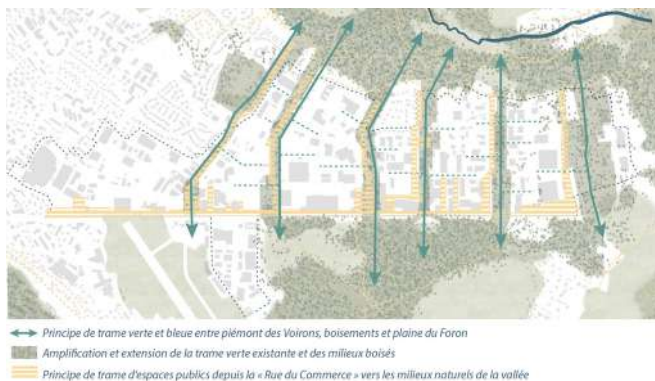 Principe de trame verte et bleue entre piémont des Voirons, boisements et plaine du Foron
Amplification et extension de la trame verte existante et des milieux boisés
Principe de trame d'espaces publics depuis la « Rue du Commerce » vers les milieux naturels de la vallée